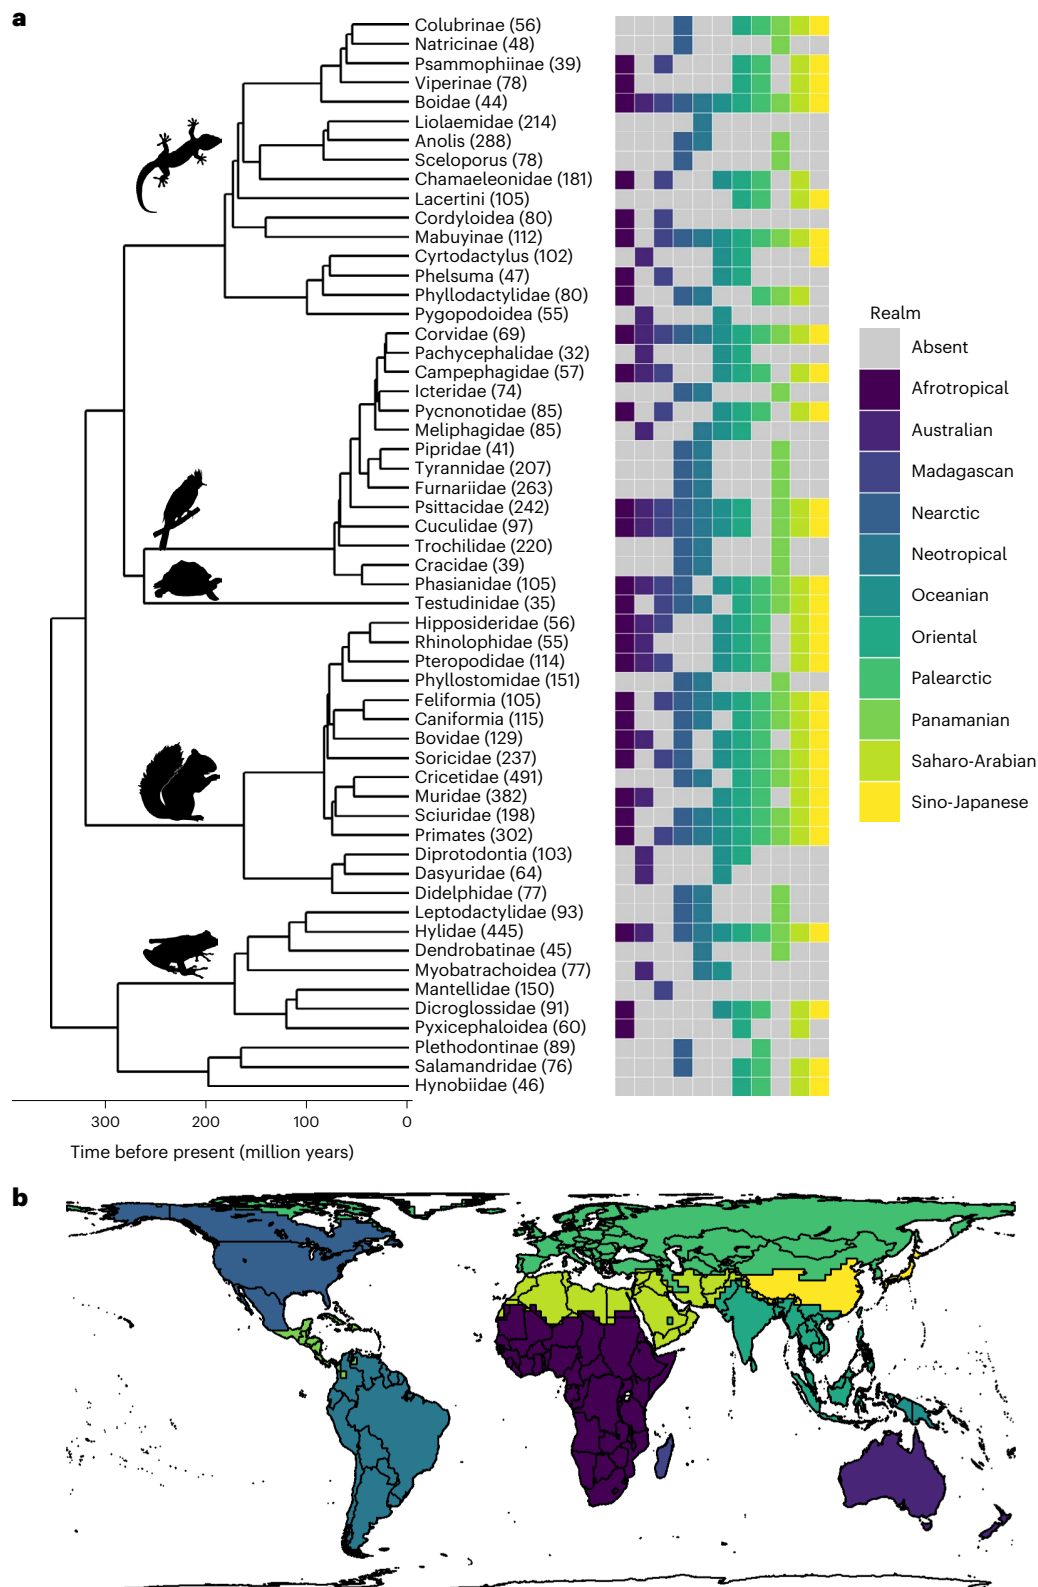 a
Colubrinae (56)
Natricinae (48)
Psammophiinae (39)
Viperinae (78)
Boidae (44)
Liolaemidae (214)
Anolis (288)
Sceloporus (78)
Chamaeleonidae (181)
Lacertini (105)
Cordyloidea (80)
Mabuyinae (112)
Cyrtodactylus (102)
Phelsuma (47)
Phyllodactylidae (80)
Pygopodoidea (55)
Corvidae (69)
Pachycephalidae (32)
Campephagidae (57)
Icteridae (74)
Pycnonotidae (85)
Meliphagidae (85)
Pipridae (41)
Tyrannidae (207)
Furnariidae (263)
Psittacidae (242)
Cuculidae (97)
Trochilidae (220)
Cracidae (39)
Phasianidae (105)
Testudinidae (35)
Hipposideridae (56)
Rhinolophidae (55)
Pteropodidae (114)
Phyllostomidae (151)
Feliformia (105)
Caniformia (115)
Bovidae (129)
Soricidae (237)
Cricetidae (491)
Muridae (382)
Sciuridae (198)
Primates (302)
Diprotodontia (103)
Dasyuridae (64)
Didelphidae (77)
Leptodactylidae (93)
Hylidae (445)
Dendrobatinae (45)
Myobatrachoidea (77)
Mantellidae (150)
Dicroglossidae (91)
Pyxicephaloidea (60)
Plethodontinae (89)
Salamandridae (76)
Hynobiidae (46)
300 200 100 0
Time before present (million years)
Realm
Absent
Afrotropical
Australian
Madagascan
Nearctic
Neotropical
Oceanian
Oriental
Palearctic
Panamanian
Saharo-Arabian
Sino-Japanese
b